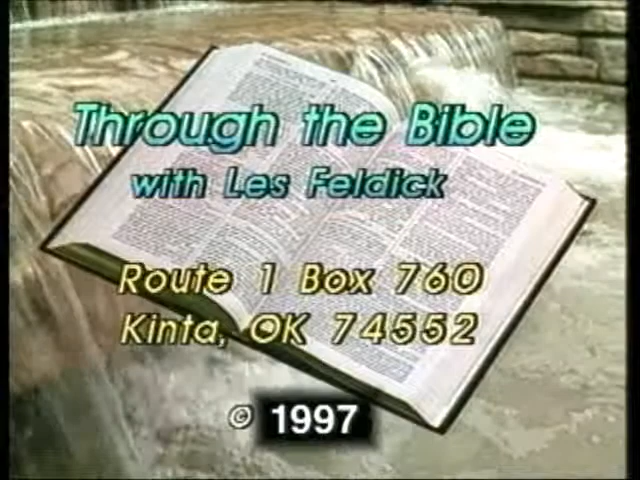 Through the Bible
with Les Feldick
Route 1 Box 760
Kinta, OK 74552
© 1997